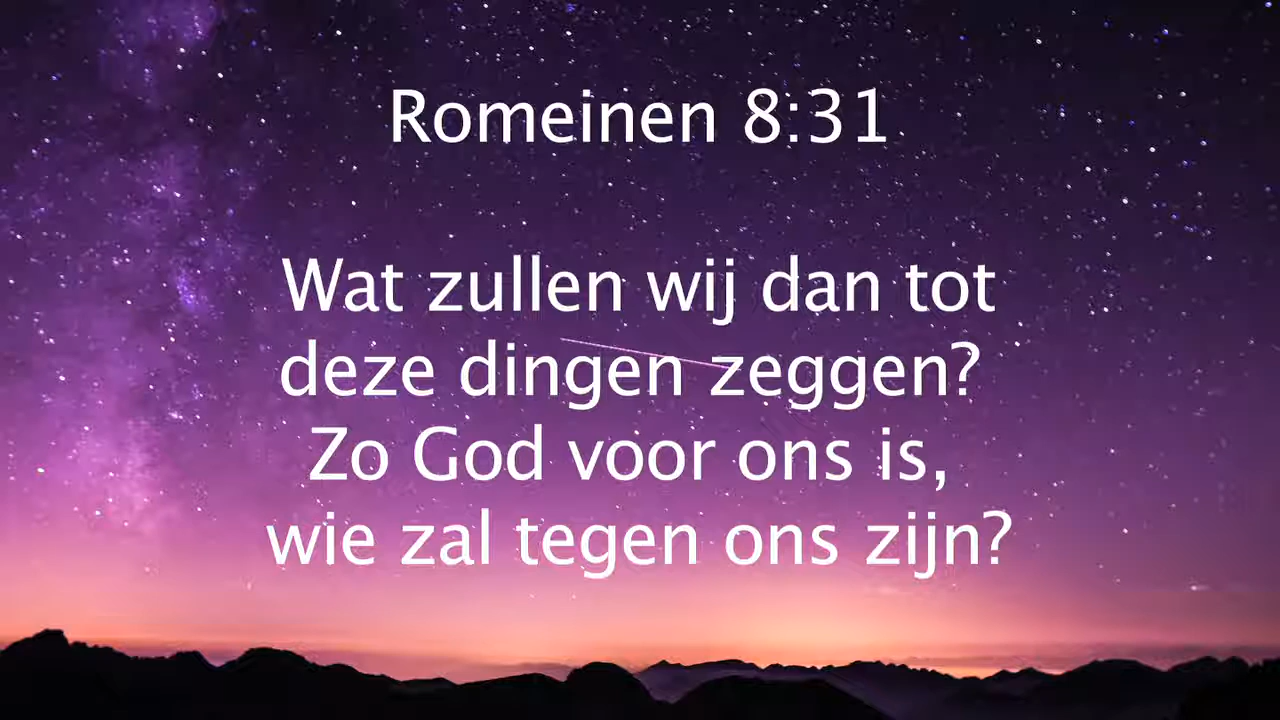 Romeinen 8:31
Wat zullen wij dan tot
deze dingen zeggen?
Zo God voor ons is,
wie zal tegen ons zijn?